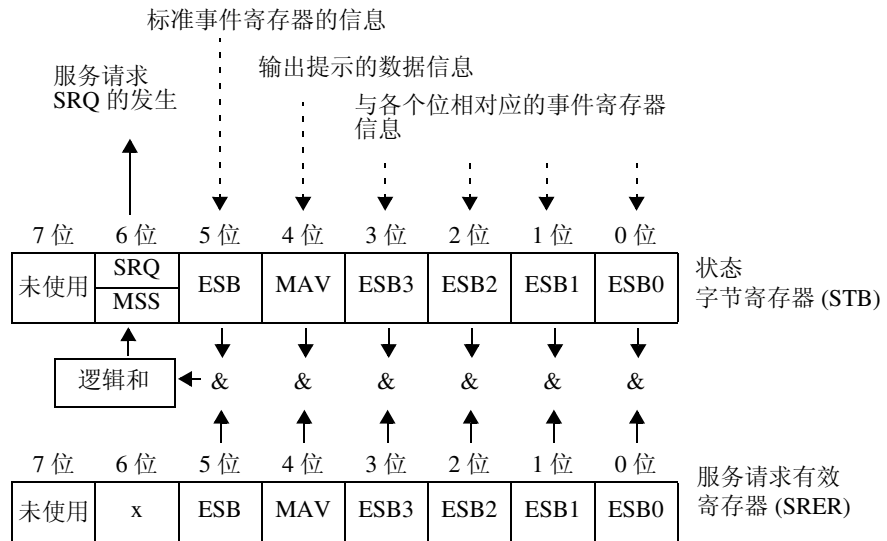 标准事件寄存器的信息
服务请求
SRQ 的发生
输出提示的数据信息
与各个位相对应的事件寄存器
信息
7 位 6 位 5 位 4 位 3 位 2 位 1 位 0 位
未使用 SRQ MSS ESB MAV ESB3 ESB2 ESB1 ESB0
状态
字节寄存器 (STB)
逻辑和 & & & & & &
7 位 6 位 5 位 4 位 3 位 2 位 1 位 0 位
未使用 x ESB MAV ESB3 ESB2 ESB1 ESB0
服务请求有效
寄存器 (SRER)